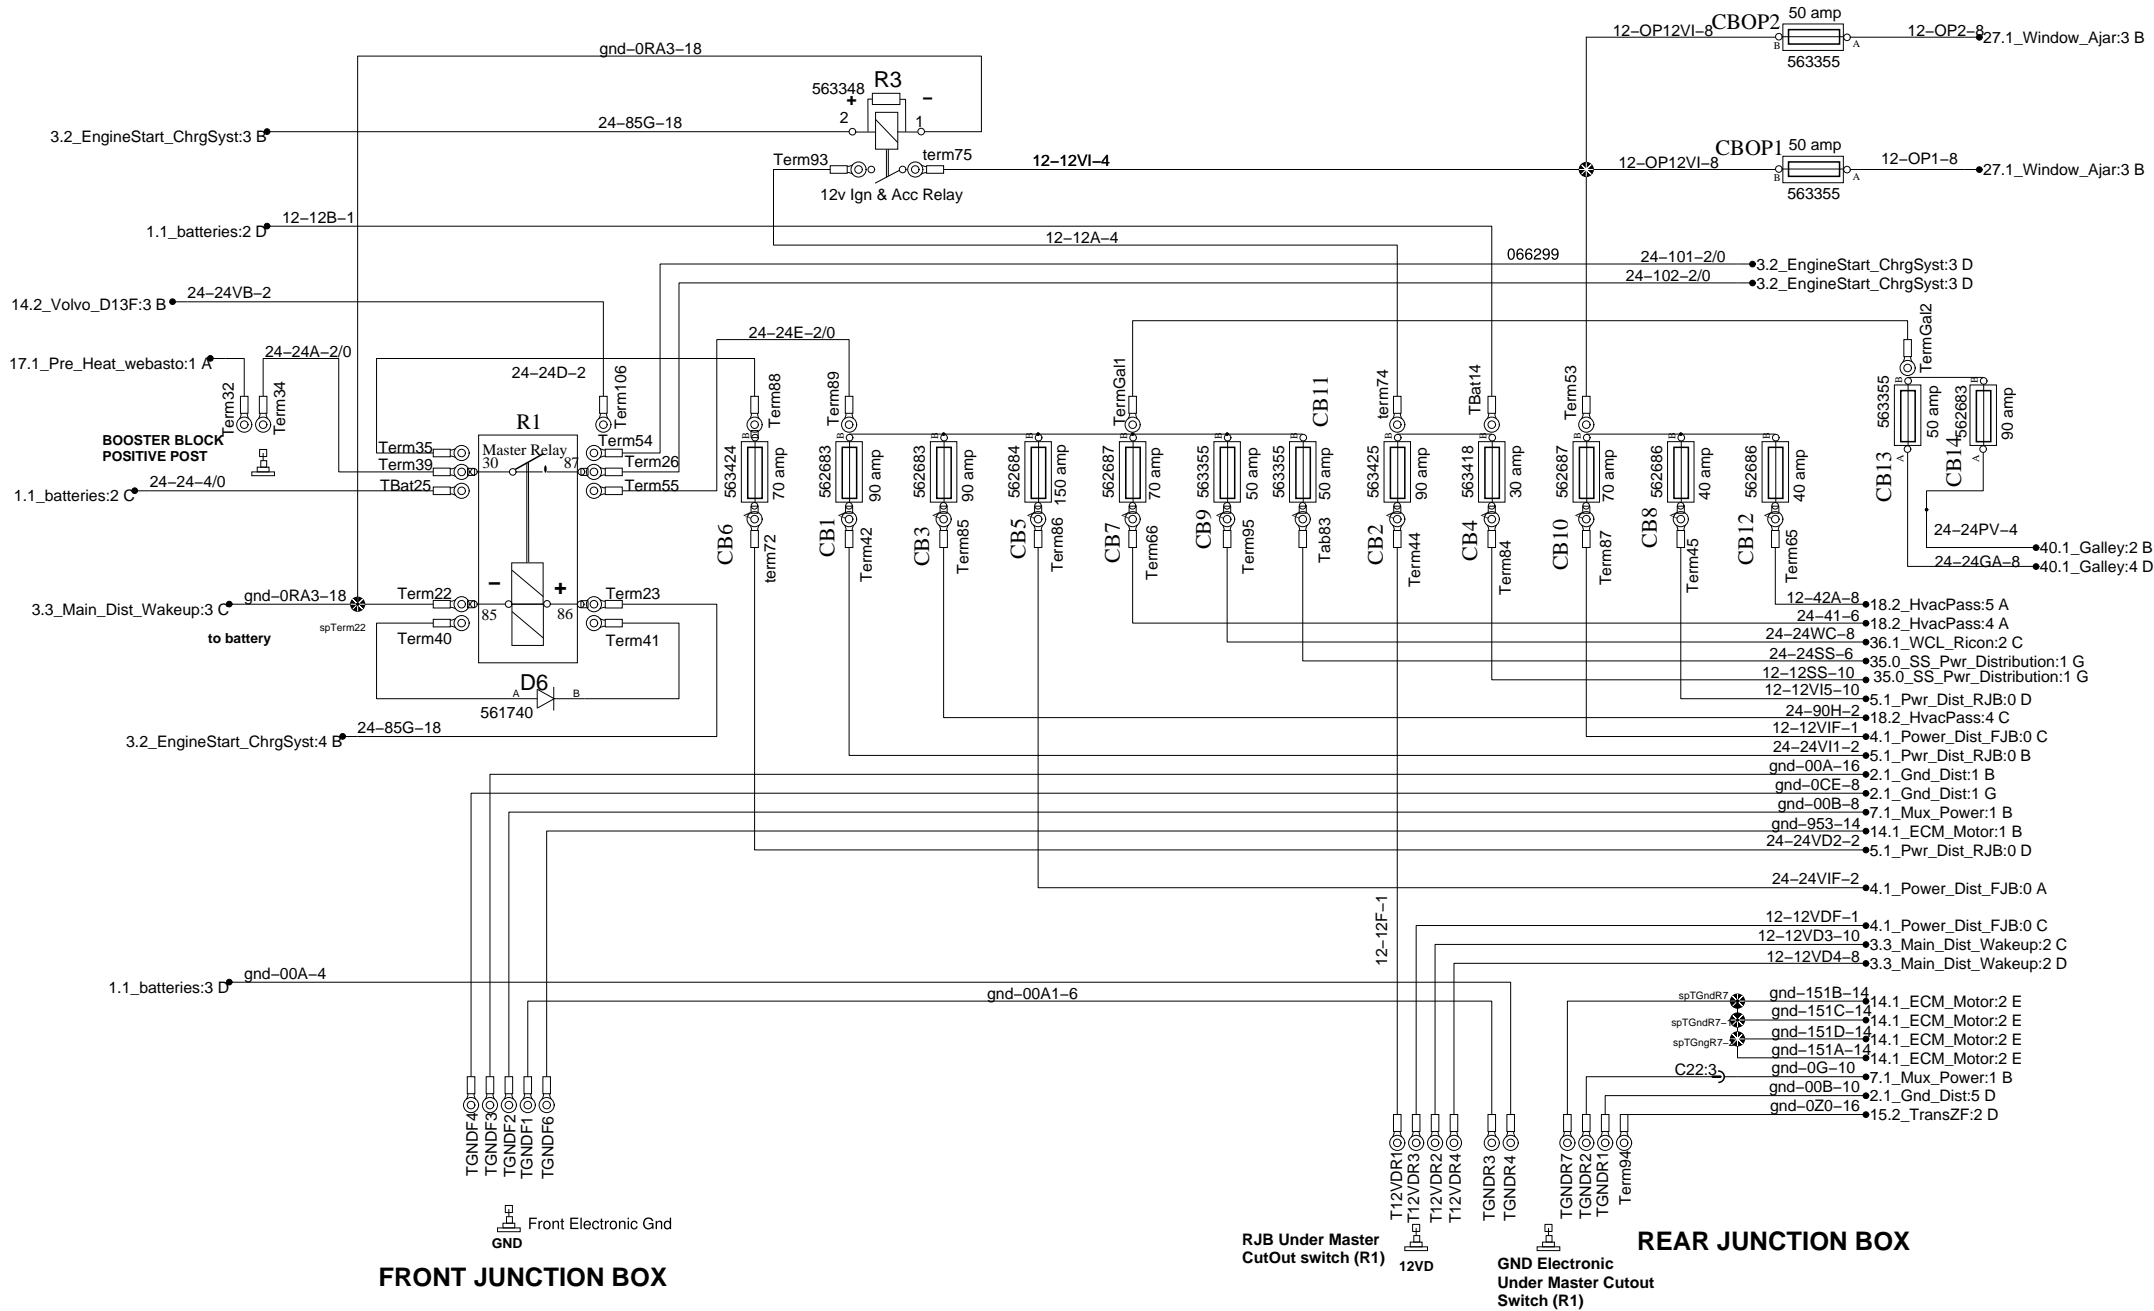 CBOP2 50 amp
12-OP12VI-8 B A 12-OP2-8 27.1_Window_Ajar:3 B
563355
gnd-0RA3-18
R3
563348
+ -
2 1
3.2_EngineStart_ChrgSyst:3 B 24-85G-18
Term93 term75 12-12VI-4
12v Ign & Acc Relay
CBOP1 50 amp
12-OP12VI-8 B A 12-OP1-8 27.1_Window_Ajar:3 B
563355
1.1_batteries:2 D 12-12B-1
12-12A-4
066299 24-101-2/0 3.2_EngineStart_ChrgSyst:3 D
24-102-2/0 3.2_EngineStart_ChrgSyst:3 D
14.2_Volvo_D13F:3 B 24-24VB-2
24-24E-2/0
17.1_Pre_Heat_webasto:1 A 24-24A-2/0
24-24D-2
Term32 Term34
BOOSTER BLOCK
POSITIVE POST
1.1_batteries:2 C 24-24-4/0
R1
Master Relay
30 87
Term35
Term39
TBat25
Term106
Term54
Term26
Term55
- +
85 86
Term22
Term40
Term23
Term41
3.3_Main_Dist_Wakeup:3 C gnd-0RA3-18
to battery
spTerm22
D6
A B
561740
3.2_EngineStart_ChrgSyst:4 B 24-85G-18
Term88 B 563424 70 amp A CB6 term72
Term89 B 562683 90 amp A CB1 Term42
B 562683 90 amp A CB3 Term85
B 562684 150 amp A CB5 Term86
TermGal1 B 562687 70 amp A CB7 Term66
B 563355 50 amp A CB9 Term95
CB11 B 563355 50 amp A Tab83
term74 B 563425 90 amp A CB2 Term44
TBat14 B 563418 30 amp A CB4 Term84
Term53 B 562687 70 amp A CB10 Term87
B 562686 40 amp A CB8 Term45
B 562686 40 amp A CB12 Term65
TermGal2 B 563355 50 amp A CB13
B 562683 90 amp A CB14
24-24PV-4 40.1_Galley:2 B
24-24GA-8 40.1_Galley:4 D
12-42A-8 18.2_HvacPass:5 A
24-41-6 18.2_HvacPass:4 A
24-24WC-8 36.1_WCL_Ricon:2 C
24-24SS-6 35.0_SS_Pwr_Distribution:1 G
12-12SS-10 35.0_SS_Pwr_Distribution:1 G
12-12VI5-10 5.1_Pwr_Dist_RJB:0 D
24-90H-2 18.2_HvacPass:4 C
12-12VIF-1 4.1_Power_Dist_FJB:0 C
24-24VI1-2 5.1_Pwr_Dist_RJB:0 B
gnd-00A-16 2.1_Gnd_Dist:1 B
gnd-0CE-8 2.1_Gnd_Dist:1 G
gnd-00B-8 7.1_Mux_Power:1 B
gnd-953-14 14.1_ECM_Motor:1 B
24-24VD2-2 5.1_Pwr_Dist_RJB:0 D
24-24VIF-2 4.1_Power_Dist_FJB:0 A
12-12F-1
12-12VDF-1 4.1_Power_Dist_FJB:0 C
12-12VD3-10 3.3_Main_Dist_Wakeup:2 C
12-12VD4-8 3.3_Main_Dist_Wakeup:2 D
1.1_batteries:3 D gnd-00A-4
gnd-00A1-6
spTGndR7 gnd-151B-14 14.1_ECM_Motor:2 E
spTGndR7-1 gnd-151C-14 14.1_ECM_Motor:2 E
spTGngR7-2 gnd-151D-14 14.1_ECM_Motor:2 E
gnd-151A-14 14.1_ECM_Motor:2 E
C22:3 gnd-0G-10 7.1_Mux_Power:1 B
gnd-00B-10 2.1_Gnd_Dist:5 D
gnd-0Z0-16 15.2_TransZF:2 D
TGNDF4 TGNDF3 TGNDF2 TGNDF1 TGNDF6
T12VDR1 T12VDR3 T12VDR2 T12VDR4 TGNDR3 TGNDR4 TGNDR7 TGNDR2 TGNDR1 Term94
Front Electronic Gnd
GND
FRONT JUNCTION BOX
RJB Under Master
CutOut switch (R1)
12VD
GND Electronic
Under Master Cutout
Switch (R1)
REAR JUNCTION BOX